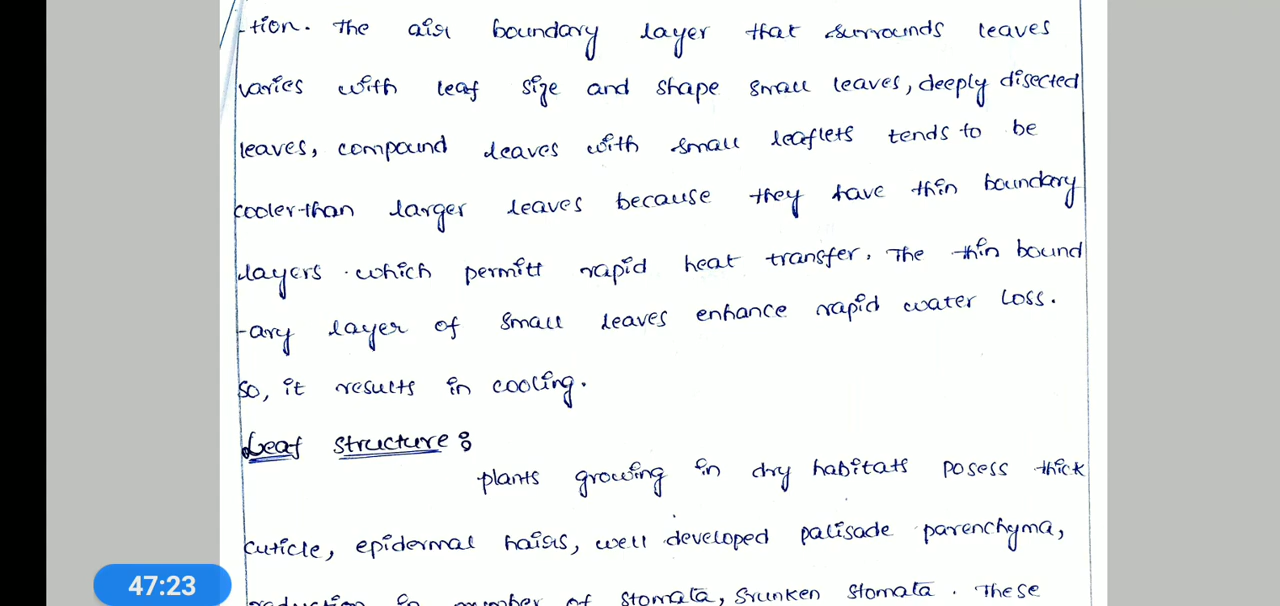 -tion. The air boundary layer that surrounds leaves
varies with leaf size and shape small leaves, deeply disected
leaves, compound leaves with small leaflets tends to be
cooler than larger leaves because they have thin boundary
layers. which permitt rapid heat transfer. The thin bound
-ary layer of small leaves enhance rapid water loss.
so, it results in cooling.
Leaf structure:
plants growing in dry habitats posess thick
cuticle, epidermal hairs, well developed palisade parenchyma,
reduction in number of stomata, srunken stomata. These
47:23